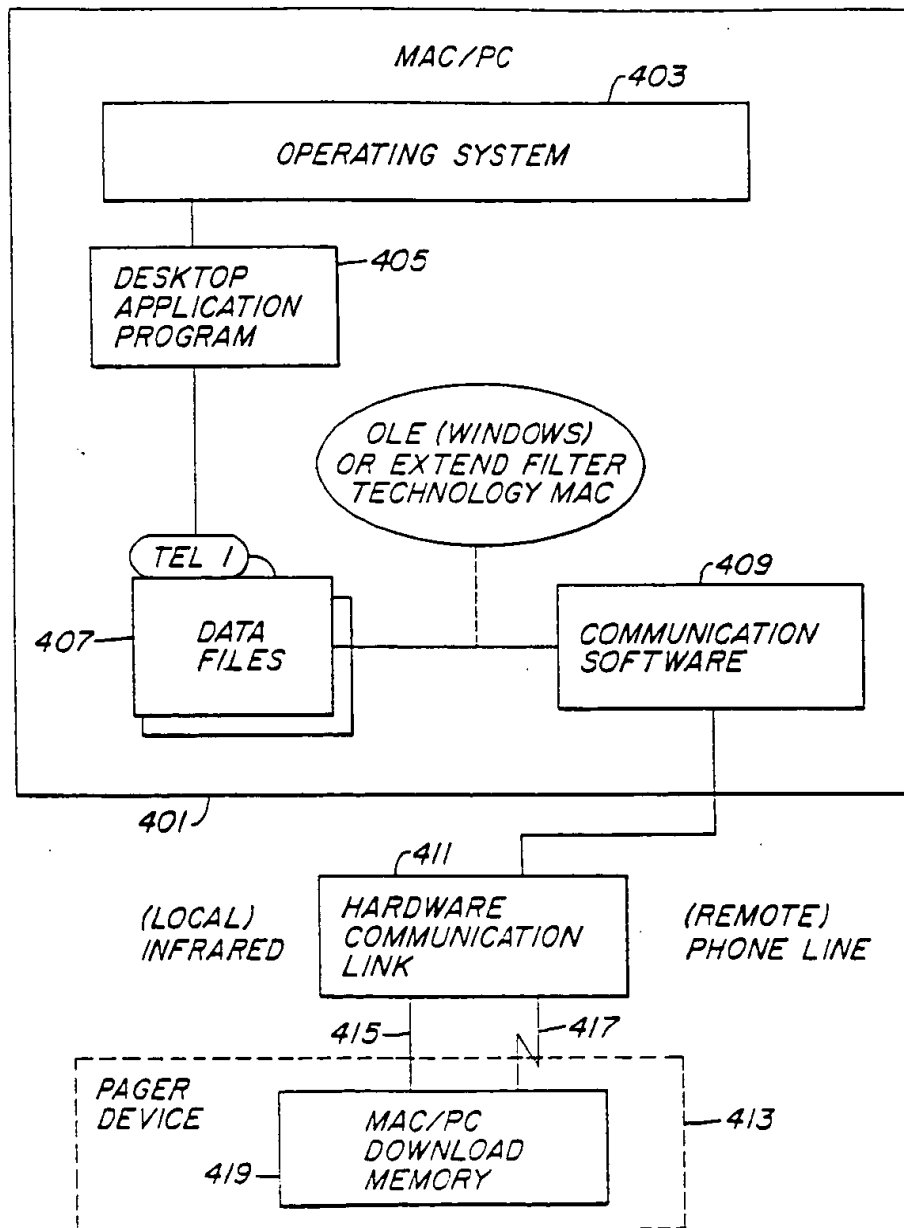 MAC/PC
403
OPERATING SYSTEM
405
DESKTOP
APPLICATION
PROGRAM
OLE (WINDOWS)
OR EXTEND FILTER
TECHNOLOGY MAC
TEL 1
409
407
DATA
FILES
COMMUNICATION
SOFTWARE
401
411
(LOCAL)
INFRARED
HARDWARE
COMMUNICATION
LINK
(REMOTE)
PHONE LINE
415
417
PAGER
DEVICE
MAC/PC
DOWNLOAD
MEMORY
413
419